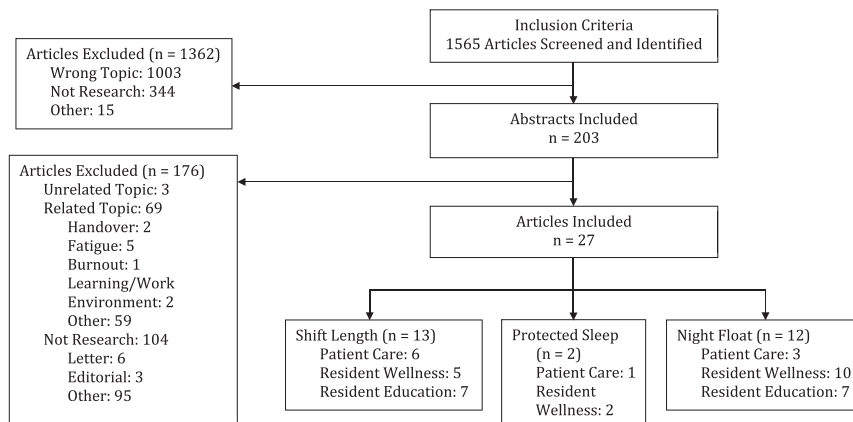 Inclusion Criteria
1565 Articles Screened and Identified
Articles Excluded (n = 1362)
Wrong Topic: 1003
Not Research: 344
Other: 15
Abstracts Included
n = 203
Articles Excluded (n = 176)
Unrelated Topic: 3
Related Topic: 69
Handover: 2
Fatigue: 5
Burnout: 1
Learning/Work
Environment: 2
Other: 59
Not Research: 104
Letter: 6
Editorial: 3
Other: 95
Articles Included
n = 27
Shift Length (n = 13)
Patient Care: 6
Resident Wellness: 5
Resident Education: 7
Protected Sleep
(n = 2)
Patient Care: 1
Resident
Wellness: 2
Night Float (n = 12)
Patient Care: 3
Resident Wellness: 10
Resident Education: 7